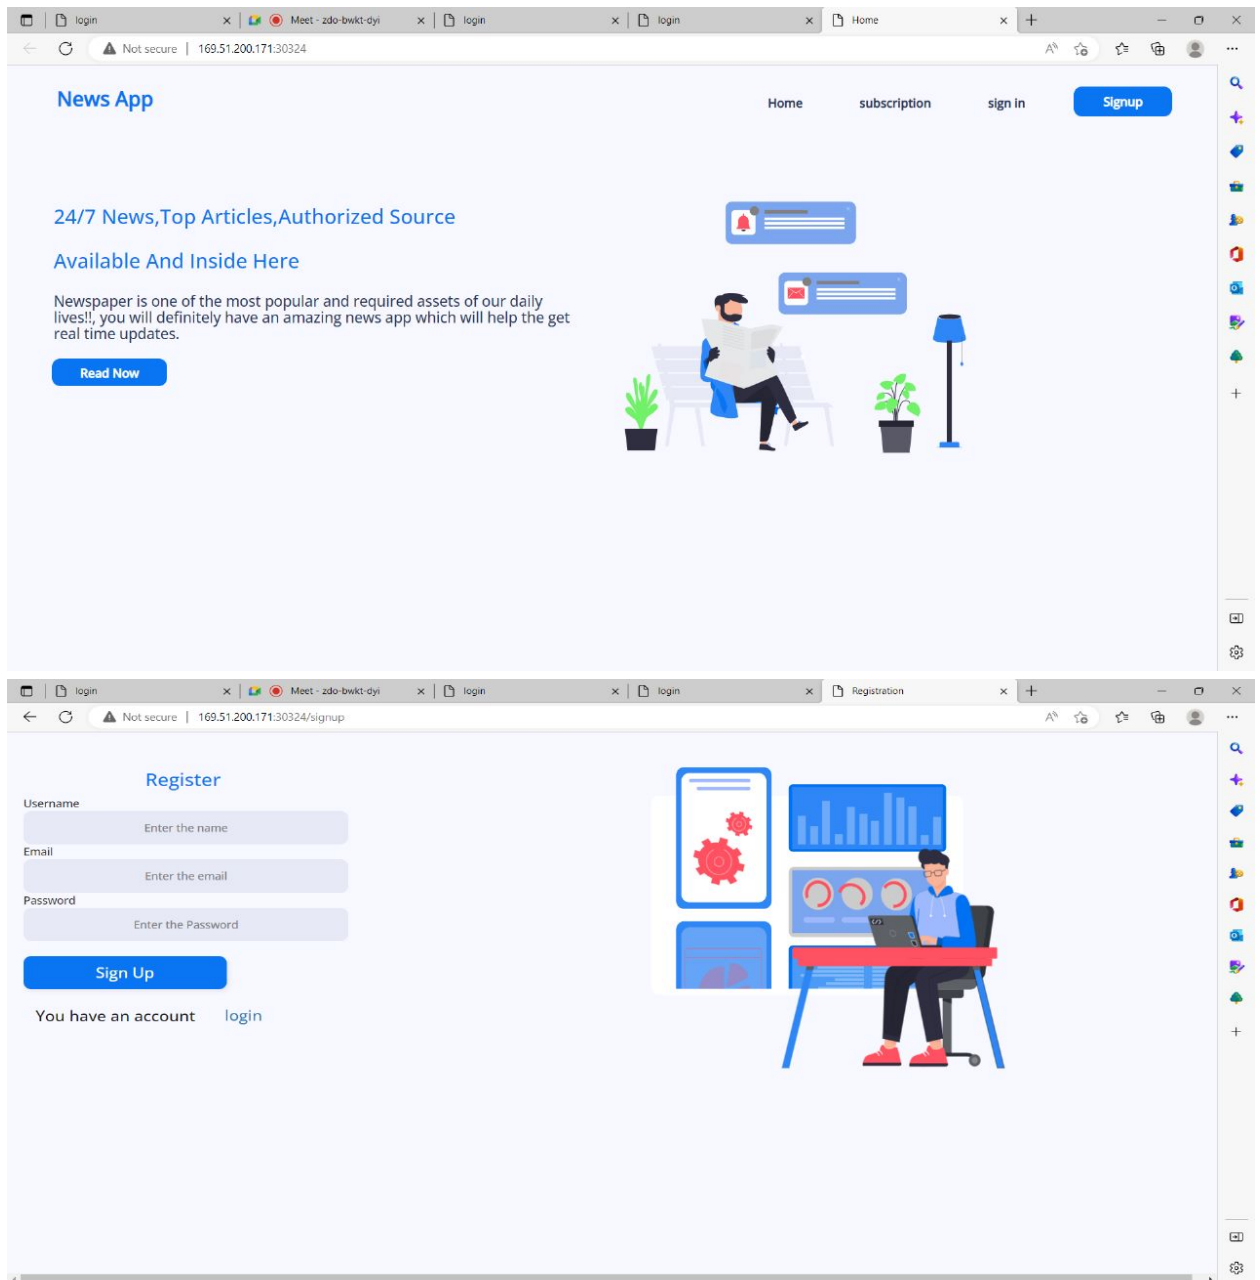 login
Meet - zdo-bwkt-dyi
login
login
Home
Not secure | 169.51.200.171:30324
News App
Home
subscription
sign in
Signup
24/7 News,Top Articles,Authorized Source
Available And Inside Here
Newspaper is one of the most popular and required assets of our daily
lives!!, you will definitely have an amazing news app which will help the get
real time updates.
Read Now
login
Meet - zdo-bwkt-dyi
login
login
Registration
Not secure | 169.51.200.171:30324/signup
Register
Username
Enter the name
Email
Enter the email
Password
Enter the Password
Sign Up
You have an account login